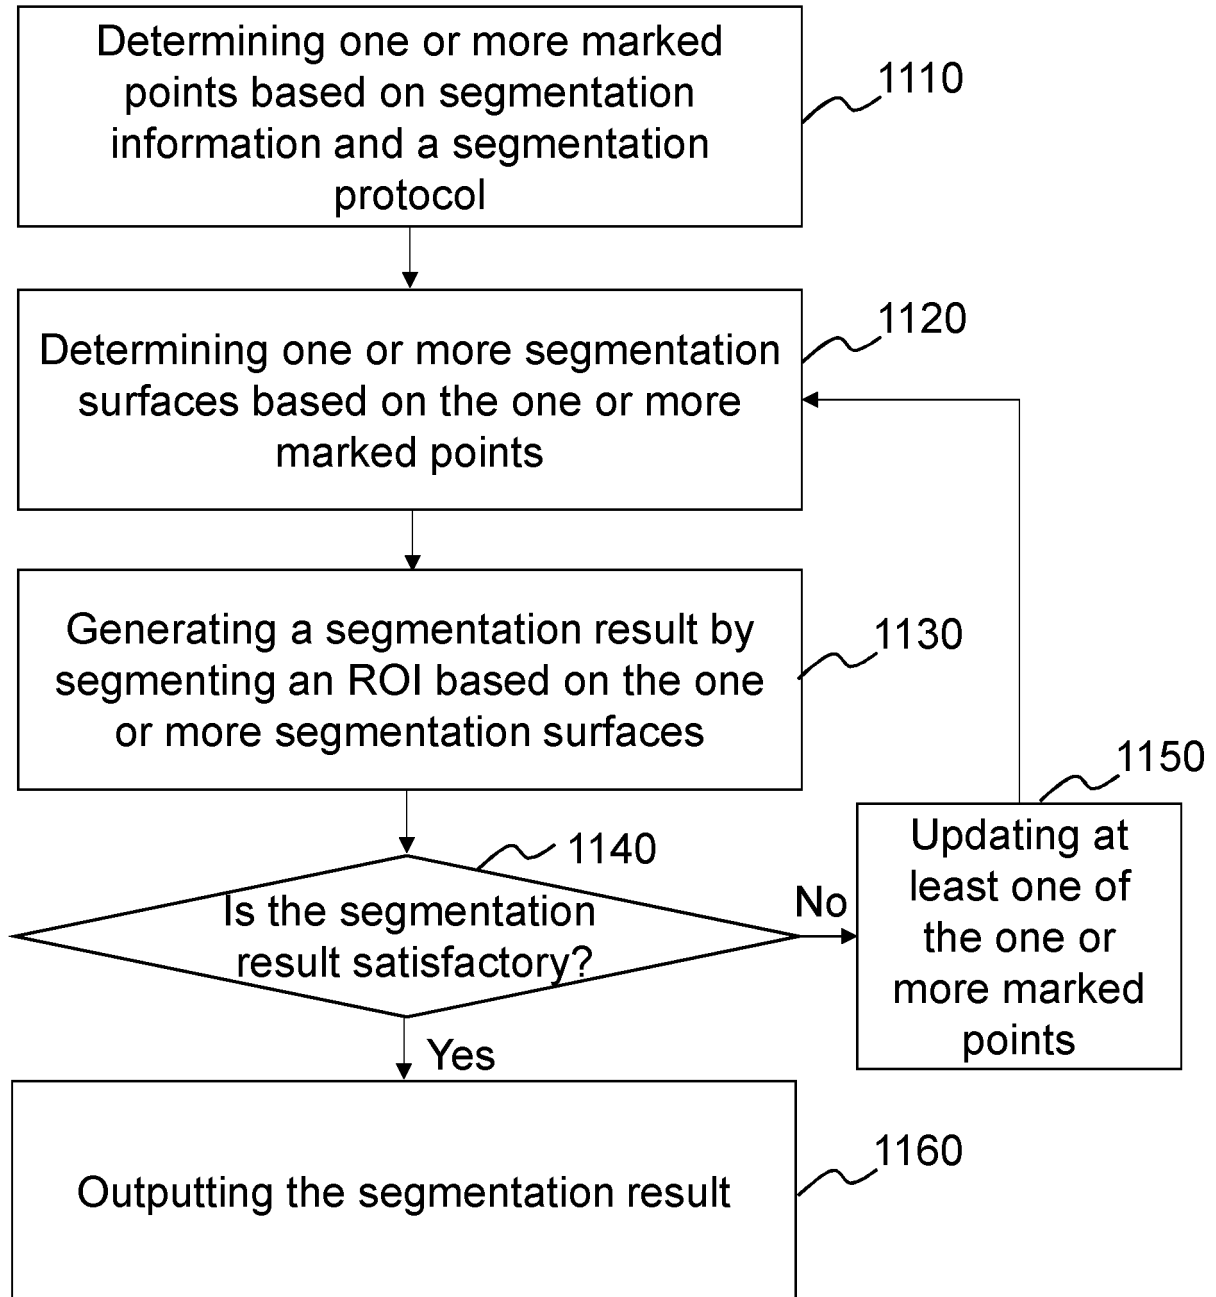 Determining one or more marked
points based on segmentation
information and a segmentation
protocol
1110
Determining one or more segmentation
surfaces based on the one or more
marked points
1120
Generating a segmentation result by
segmenting an ROI based on the one
or more segmentation surfaces
1130
Is the segmentation
result satisfactory?
1140
No
Updating at
least one of
the one or
more marked
points
1150
Yes
Outputting the segmentation result
1160